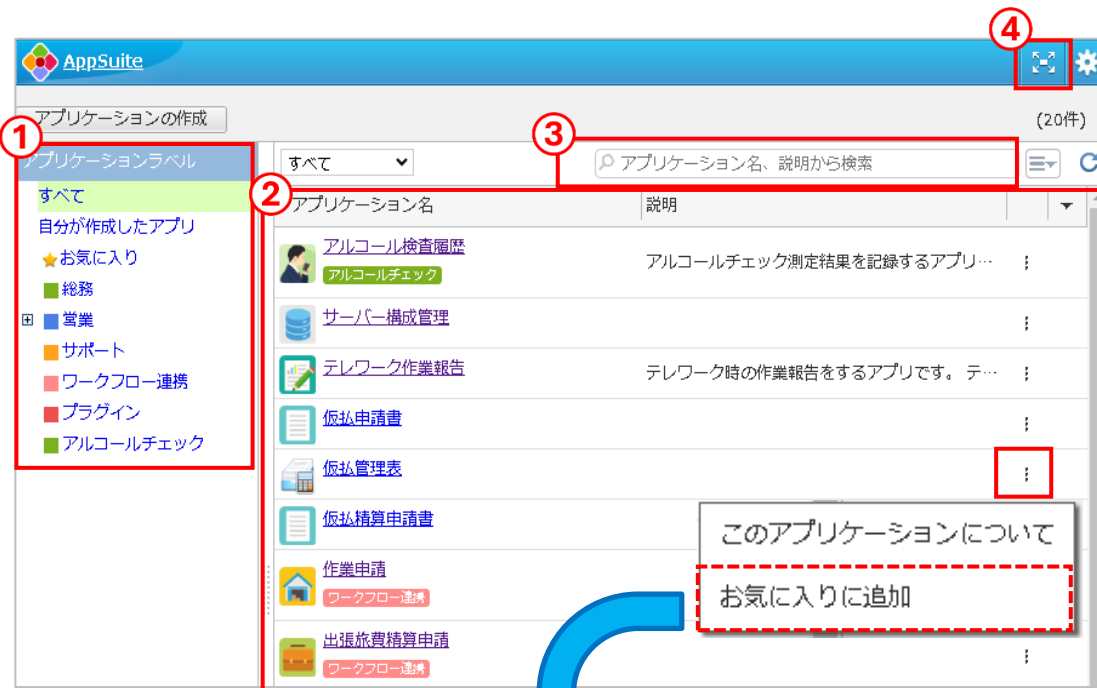 ④
AppSuite
アプリケーションの作成
(20件)
①
アプリケーションラベル
すべて
自分が作成したアプリ
お気に入り
総務
営業
サポート
ワークフロー連携
プラグイン
アルコールチェック
すべて
③
アプリケーション名、説明から検索
②
アプリケーション名
説明
アルコール検査履歴
アルコールチェック
アルコールチェック測定結果を記録するアプリ…
サーバー構成管理
テレワーク作業報告
テレワーク時の作業報告をするアプリです。 テ…
仮払申請書
仮払管理表
仮払精算申請書
作業申請
ワークフロー連携
出張旅費精算申請
ワークフロー連携
このアプリケーションについて
お気に入りに追加